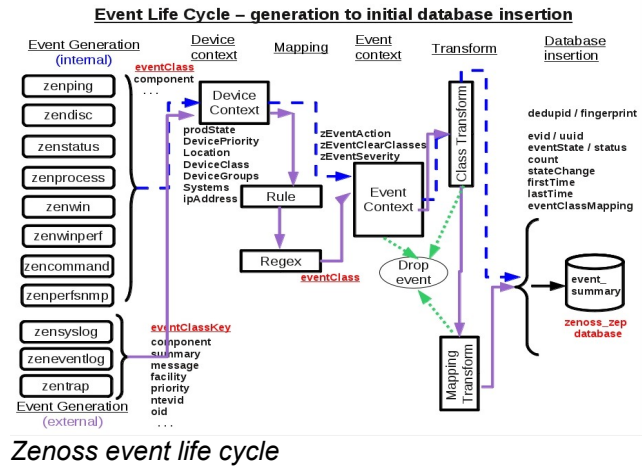 Event Life Cycle – generation to initial database insertion
Event Generation
(internal)
Device
context
Mapping
Event
context
Transform
Database
insertion
zenping
zendisc
zenstatus
zenprocess
zenwin
zenwinperf
zencommand
zenperfsnmp
zensyslog
zeneventlog
zentrap
Event Generation
(external)
eventClass
component
. . .
Device
Context
prodState
DevicePriority
Location
DeviceClass
DeviceGroups
Systems
ipAddress
eventClassKey
component
summary
message
facility
priority
ntevid
oid
. . .
Rule
Regex
eventClass
zEventAction
zEventClearClasses
zEventSeverity
Event
Context
Drop
event
Class Transform
Mapping
Transform
dedupid / fingerprint
evid / uuid
eventState / status
count
stateChange
firstTime
lastTime
eventClassMapping
event_
summary
zenoss_zep
database
Zenoss event life cycle